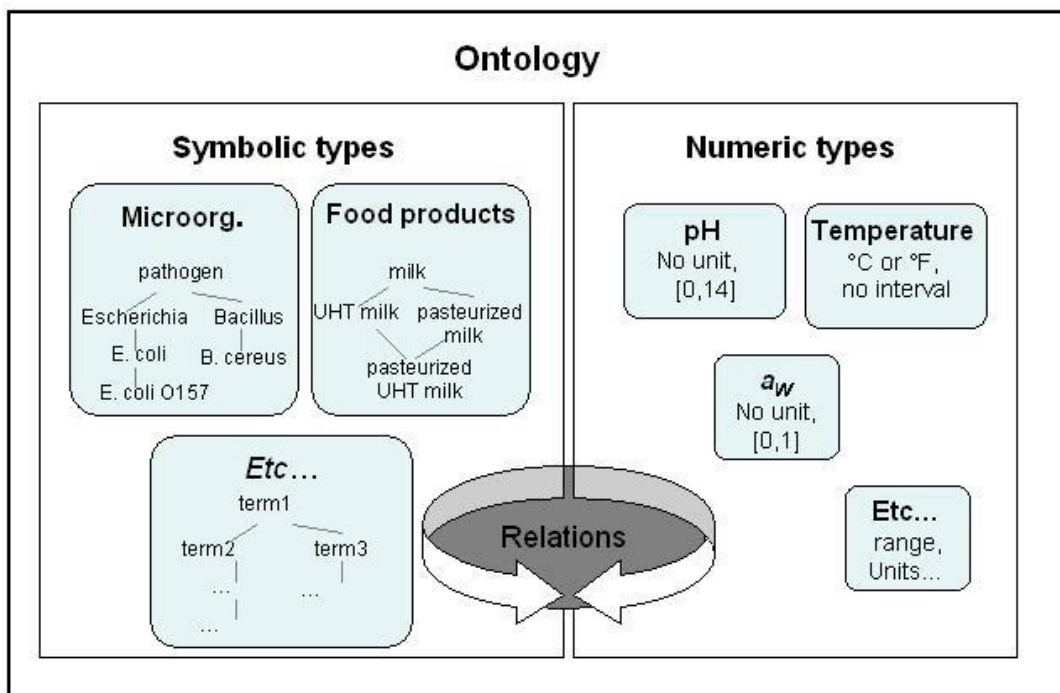 Ontology
Symbolic types
Microorg.
pathogen
Escherichia Bacillus
E. coli B. cereus
E. coli O157
Food products
milk
UHT milk pasteurized
milk
pasteurized
UHT milk
Etc...
term1
term2 term3
... ...
...
Numeric types
pH
No unit,
[0,14]
Temperature
°C or °F,
no interval
aw
No unit,
[0,1]
Etc...
range,
Units...
Relations